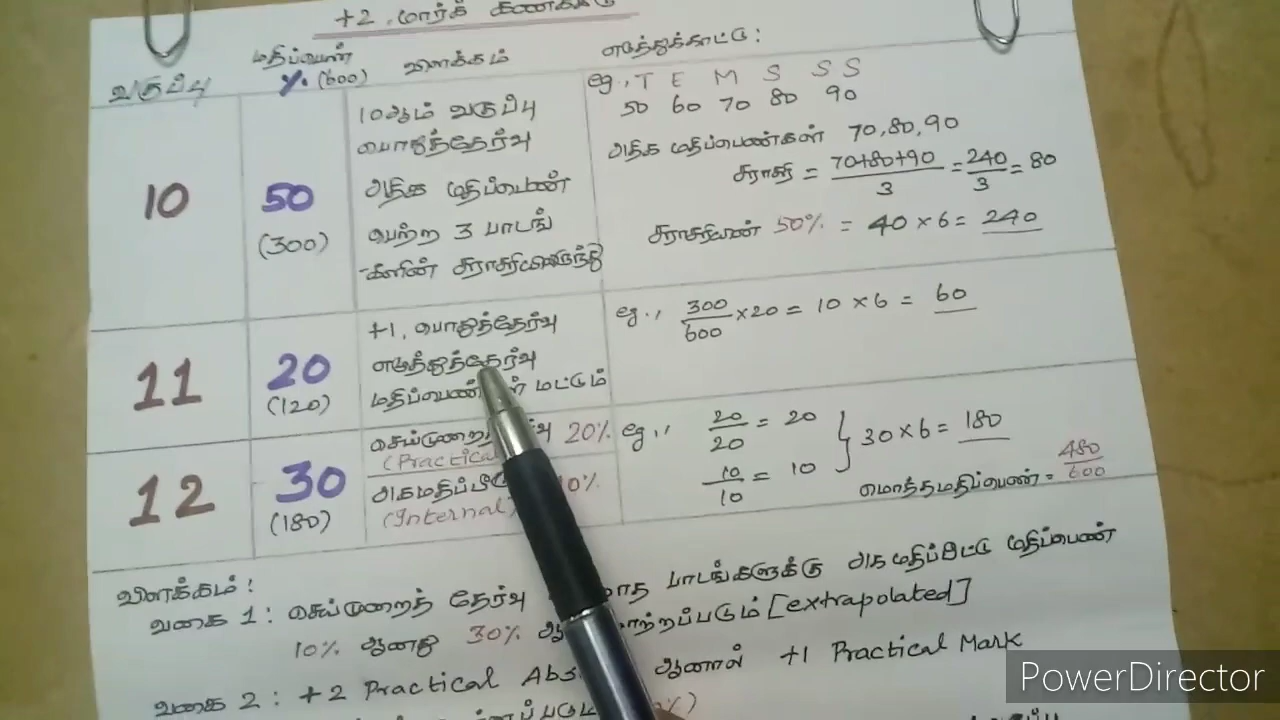 +2 மார்க் கணக்கீடு
வகுப்பு
மதிப்பெண்
% (600)
விளக்கம்
எடுத்துக்காட்டு:
10
50
(300)
10ஆம் வகுப்பு
பொதுத்தேர்வு
அதிக மதிப்பெண்
பெற்ற 3 பாடங்
-களின் சராசரியிலிருந்து
eg., T E M S SS
50 60 70 80 90
அதிக மதிப்பெண்கள் 70,80,90
சராசரி = 70+80+90/3 = 240/3 = 80
சராசரியின் 50% = 40 × 6 = 240
11
20
(120)
+1, பொதுத்தேர்வு
எழுத்துத்தேர்வு
மட்டும்
eg., 300/600 ×20 = 10 × 6 = 60
12
30
(180)
20%
(Practical
அகமதிப்பீடு 10%
(Internal)
eg., 20/20 = 20
10/10 = 10
} 30 × 6 = 180
மொத்தமதிப்பெண் = 480/600
விளக்கம்:
வகை 1: செய்முறைத் தேர்வு பாடங்களுக்கு அகமதிப்பீட்டு மதிப்பெண்
10% ஆனது 30% [extrapolated]
வகை 2: +2 Practical ஆனால் +1 Practical Mark
PowerDirector